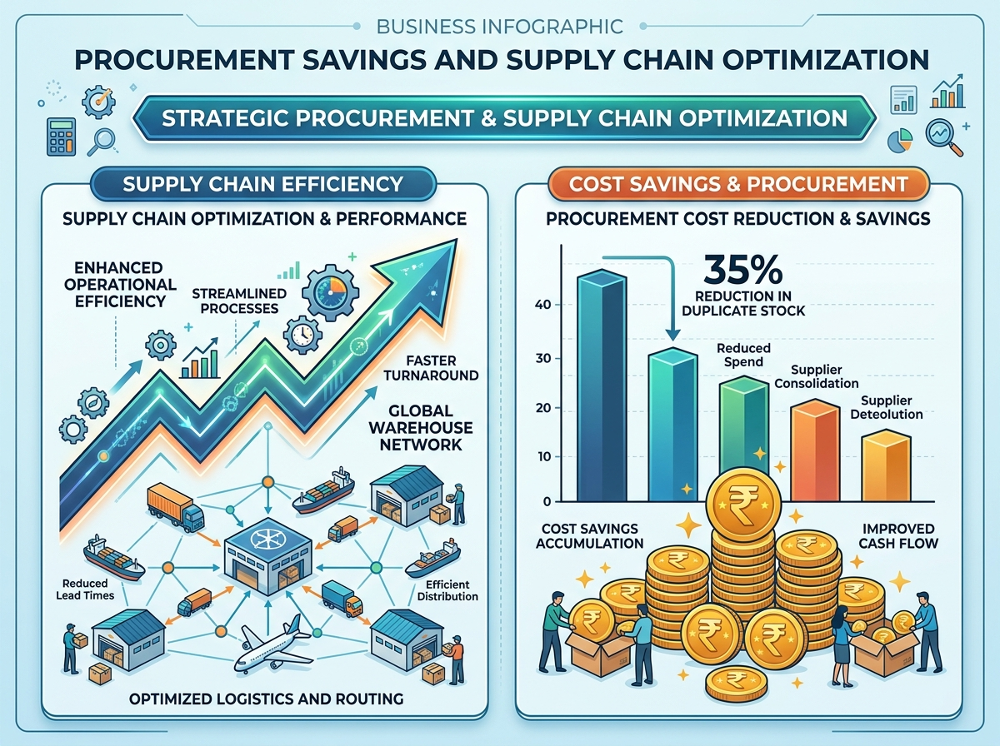 BUSINESS INFOGRAPHIC
PROCUREMENT SAVINGS AND SUPPLY CHAIN OPTIMIZATION
STRATEGIC PROCUREMENT & SUPPLY CHAIN OPTIMIZATION
SUPPLY CHAIN EFFICIENCY
SUPPLY CHAIN OPTIMIZATION & PERFORMANCE
ENHANCED
OPERATIONAL
EFFICIENCY
STREAMLINED
PROCESSES
FASTER
TURNAROUND
GLOBAL
WAREHOUSE
NETWORK
Reduced
Lead Times
Efficient
Distribution
OPTIMIZED LOGISTICS AND ROUTING
COST SAVINGS & PROCUREMENT
PROCUREMENT COST REDUCTION & SAVINGS
35%
REDUCTION IN
DUPLICATE STOCK
40
30
20
10
0
Reduced
Spend
Supplier
Consolidation
Supplier
Deteolution
COST SAVINGS
ACCUMULATION
IMPROVED
CASH FLOW
₹
₹
₹
₹
₹
₹
₹
₹
₹
₹